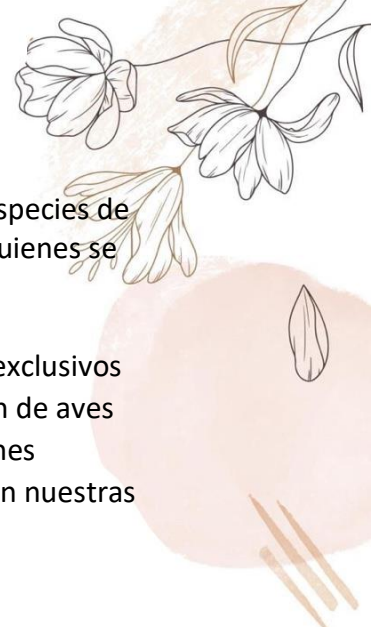 species de
uienes se
exclusivos
n de aves
nes
n nuestras